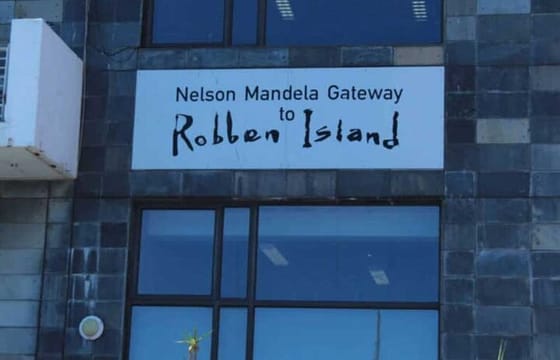 Nelson Mandela Gateway
to
Robben Island